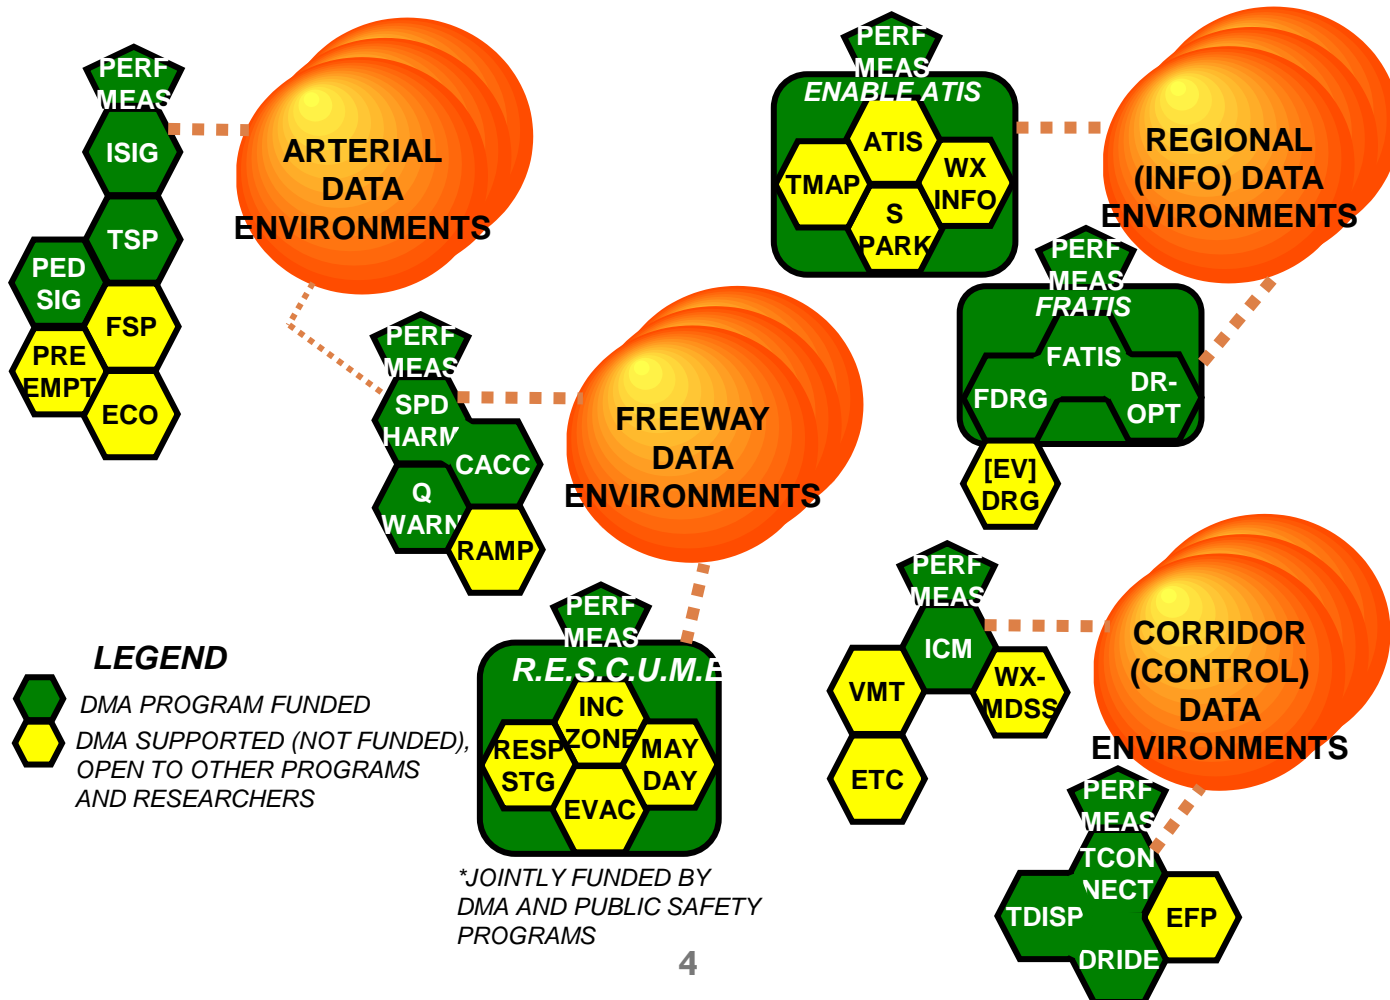 PERF
MEAS
ISIG
TSP
PED
SIG
FSP
PRE
EMPT
ECO
ARTERIAL
DATA
ENVIRONMENTS
PERF
MEAS
ENABLE ATIS
ATIS
TMAP
WX
INFO
S
PARK
REGIONAL
(INFO) DATA
ENVIRONMENTS
PERF
MEAS
FRATIS
FATIS
FDRG
DR-
OPT
[EV]
DRG
PERF
MEAS
SPD
HARM
CACC
Q
WARN
RAMP
FREEWAY
DATA
ENVIRONMENTS
PERF
MEAS
R.E.S.C.U.M.E
INC
ZONE
RESP
STG
MAY
DAY
EVAC
*JOINTLY FUNDED BY
DMA AND PUBLIC SAFETY
PROGRAMS
PERF
MEAS
ICM
VMT
WX-
MDSS
ETC
CORRIDOR
(CONTROL)
DATA
ENVIRONMENTS
PERF
MEAS
TCON
NECT
TDISP
EFP
DRIDE
LEGEND
DMA PROGRAM FUNDED
DMA SUPPORTED (NOT FUNDED),
OPEN TO OTHER PROGRAMS
AND RESEARCHERS
4